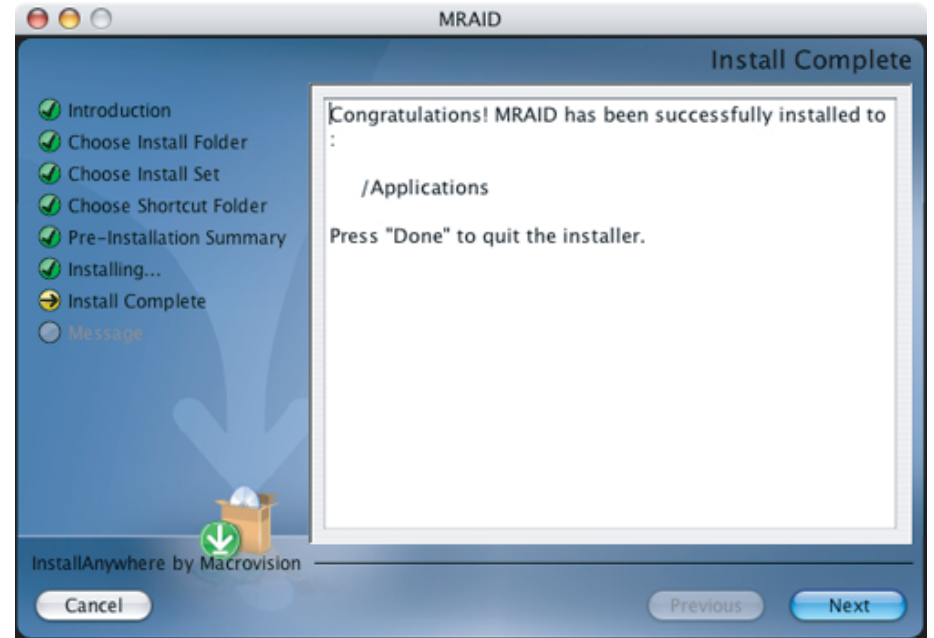 MRAID
Install Complete
Introduction
Choose Install Folder
Choose Install Set
Choose Shortcut Folder
Pre-Installation Summary
Installing...
Install Complete
Message
Congratulations! MRAID has been successfully installed to
:
/Applications
Press "Done" to quit the installer.
InstallAnywhere by Macrovision
Cancel
Previous
Next